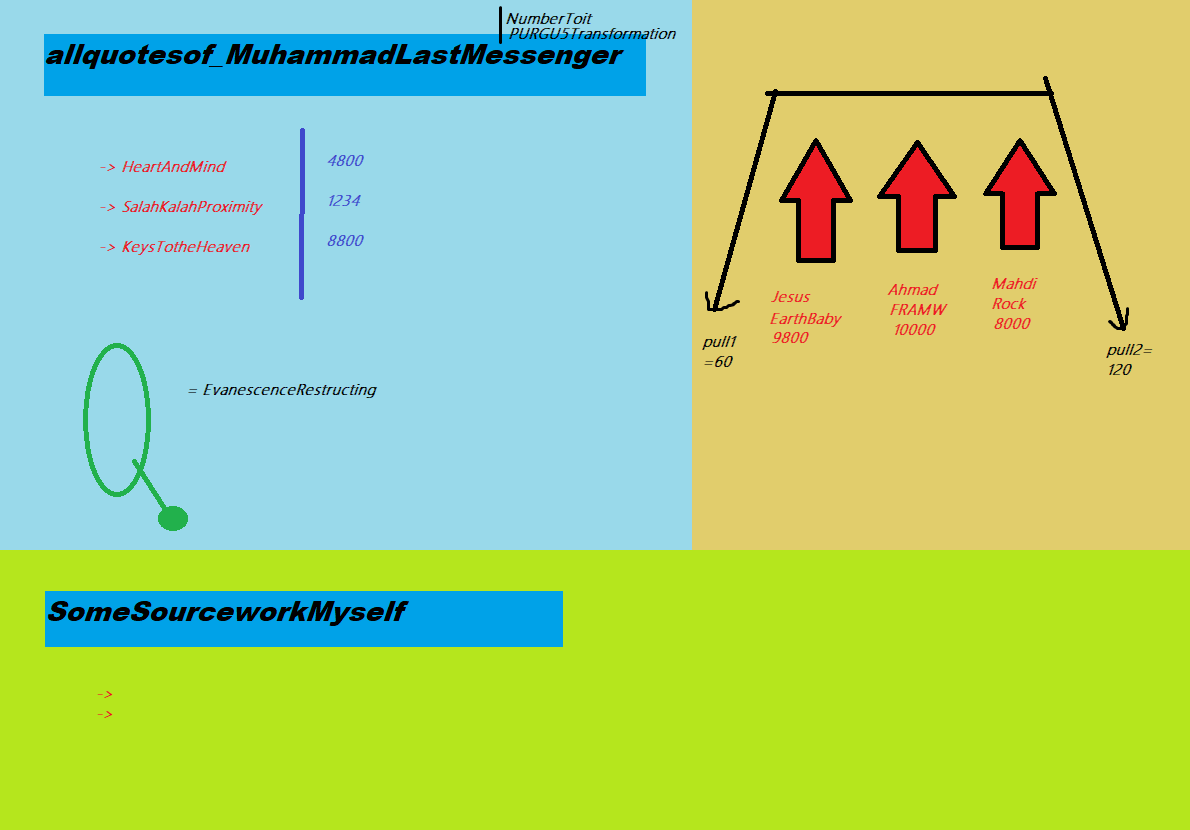 NumberToit
PURGU5Transformation
allquotesof_MuhammadLastMessenger
-> HeartAndMind
4800
-> SalahKalahProximity
1234
-> KeysTotheHeaven
8800
= EvanescenceRestructing
Jesus
EarthBaby
9800
Ahmad
FRAMW
10000
Mahdi
Rock
8000
pull1
=60
pull2=
120
SomeSourceworkMyself
->
->